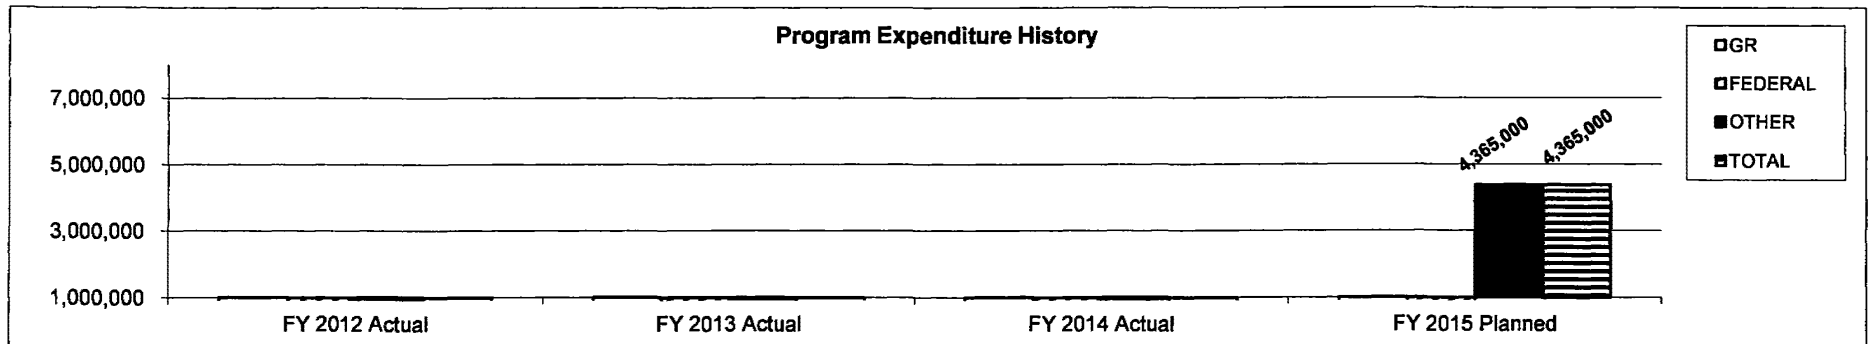 Program Expenditure History
GR
FEDERAL
OTHER
TOTAL
7,000,000
5,000,000
3,000,000
1,000,000
4,365,000
4,365,000
FY 2012 Actual
FY 2013 Actual
FY 2014 Actual
FY 2015 Planned